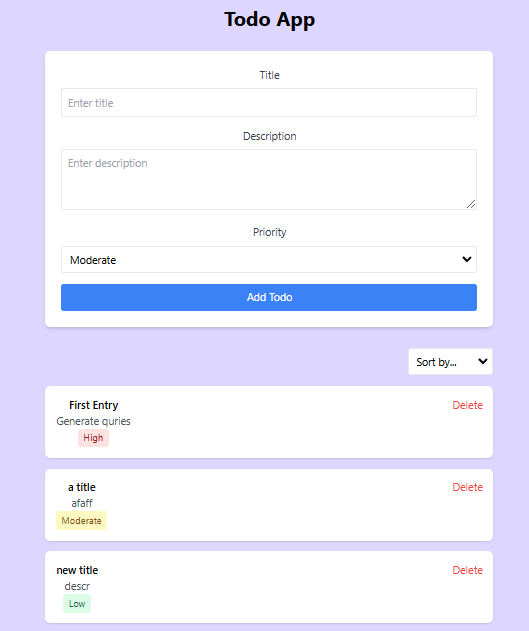 Todo App
Title
Enter title
Description
Enter description
Priority
Moderate
Add Todo
Sort by...
First Entry
Delete
Generate quries
High
a title
Delete
afaff
Moderate
new title
Delete
descr
Low